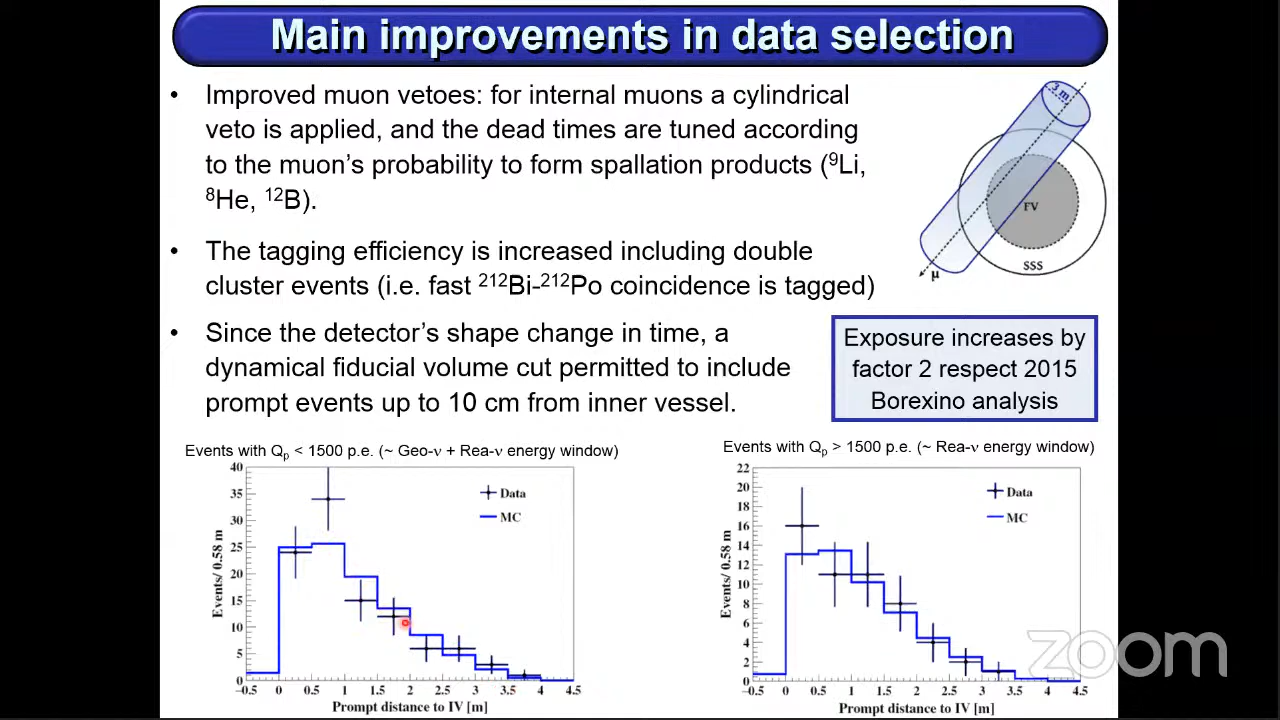 Main improvements in data selection
• Improved muon vetoes: for internal muons a cylindrical
veto is applied, and the dead times are tuned according
to the muon's probability to form spallation products (⁹Li,
⁸He, ¹²B).
3 m
FV
SSS
μ
• The tagging efficiency is increased including double
cluster events (i.e. fast ²¹²Bi-²¹²Po coincidence is tagged)
• Since the detector's shape change in time, a
dynamical fiducial volume cut permitted to include
prompt events up to 10 cm from inner vessel.
Exposure increases by
factor 2 respect 2015
Borexino analysis
Events with Qₚ < 1500 p.e. (~ Geo-ν + Rea-ν energy window)
40
35
30
25
20
15
10
5
0
Events/ 0.58 m
Data
MC
−0.5 0 0.5 1 1.5 2 2.5 3 3.5 4 4.5
Prompt distance to IV [m]
Events with Qₚ > 1500 p.e. (~ Rea-ν energy window)
22
20
18
16
14
12
10
8
6
4
2
0
Events/ 0.58 m
Data
MC
−0.5 0 0.5 1 1.5 2 2.5 3 3.5 4 4.5
Prompt distance to IV [m]
zoom